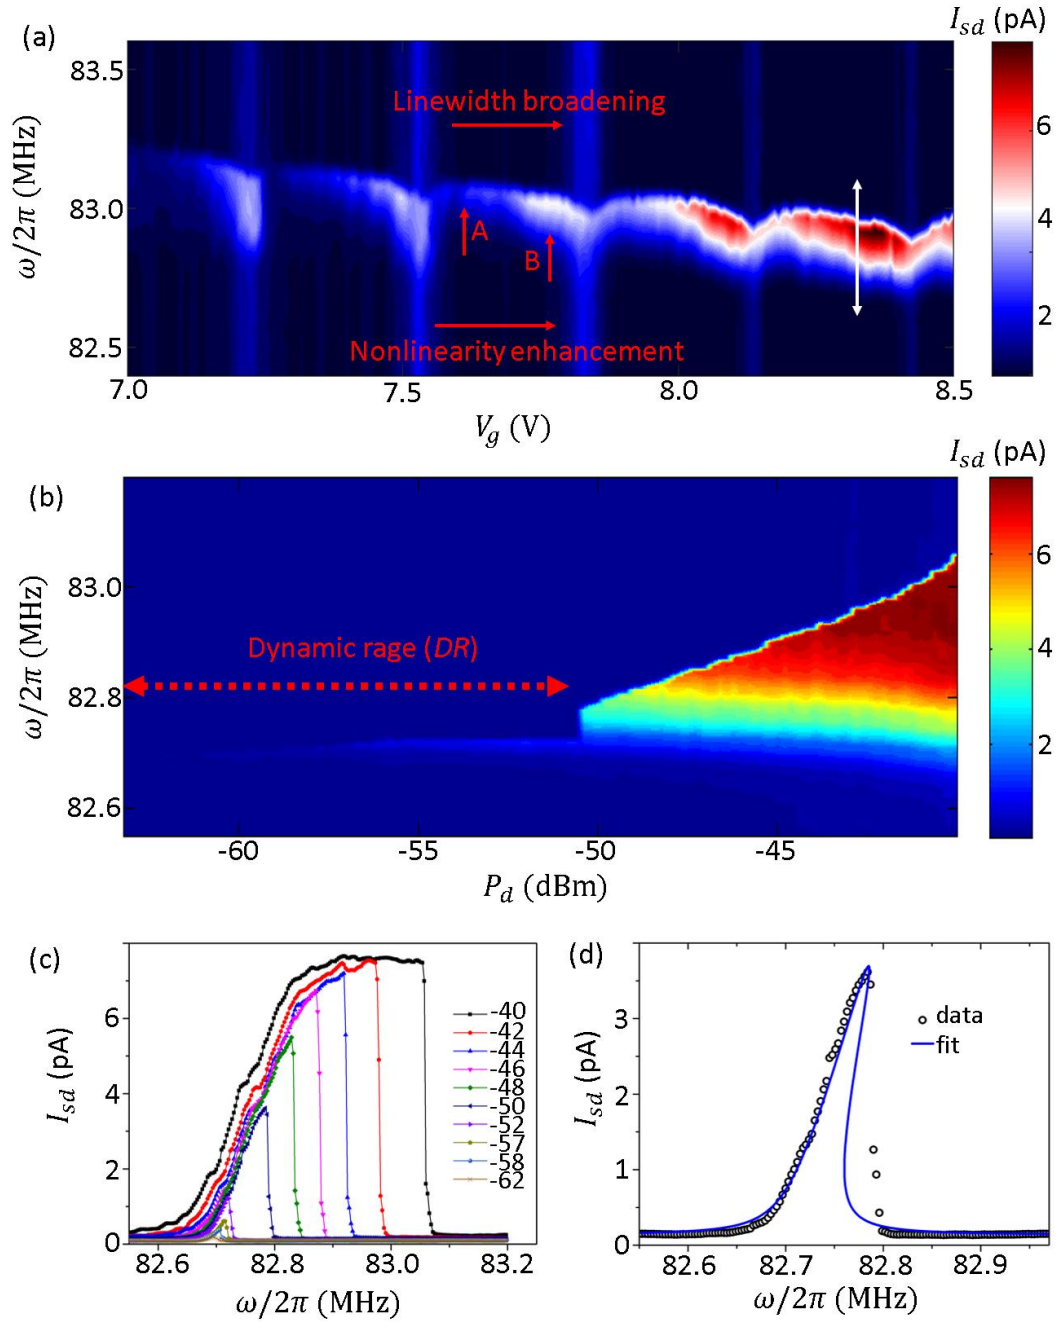 (a)
I_sd (pA)
83.5
83.0
82.5
ω/2π (MHz)
Linewidth broadening
A
B
Nonlinearity enhancement
6
4
2
7.0 7.5 8.0 8.5
V_g (V)
(b)
I_sd (pA)
83.0
82.8
82.6
ω/2π (MHz)
Dynamic rage (DR)
6
4
2
-60 -55 -50 -45
P_d (dBm)
(c)
I_sd (pA)
6
4
2
0
-40
-42
-44
-46
-48
-50
-52
-57
-58
-62
82.6 82.8 83.0 83.2
ω/2π (MHz)
(d)
I_sd (pA)
3
2
1
0
data
fit
82.6 82.7 82.8 82.9
ω/2π (MHz)